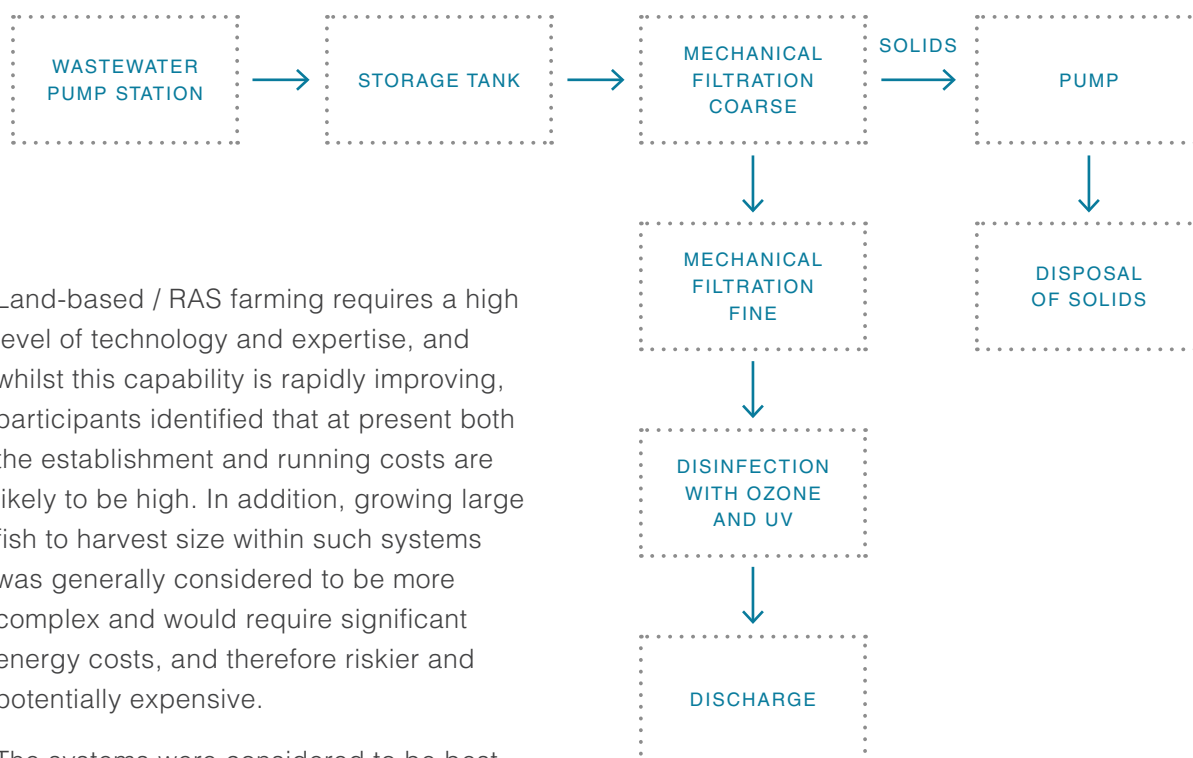 WASTEWATER
PUMP STATION
STORAGE TANK
MECHANICAL
FILTRATION
COARSE
SOLIDS
PUMP
MECHANICAL
FILTRATION
FINE
DISPOSAL
OF SOLIDS
DISINFECTION
WITH OZONE
AND UV
DISCHARGE
Land-based / RAS farming requires a high
level of technology and expertise, and
whilst this capability is rapidly improving,
participants identified that at present both
the establishment and running costs are
likely to be high. In addition, growing large
fish to harvest size within such systems
was generally considered to be more
complex and would require significant
energy costs, and therefore riskier and
potentially expensive.
The systems were considered to be best